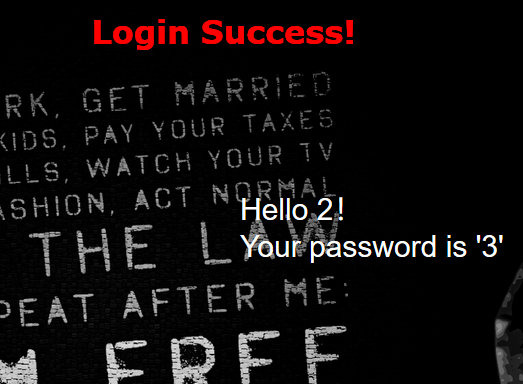 Login Success!
RK, GET MARRIED
KIDS, PAY YOUR TAXES
LLS, WATCH YOUR TV
ASHION, ACT NORMAL
Hello 2!
THE LAW
Your password is '3'
PEAT AFTER ME:
M FREE